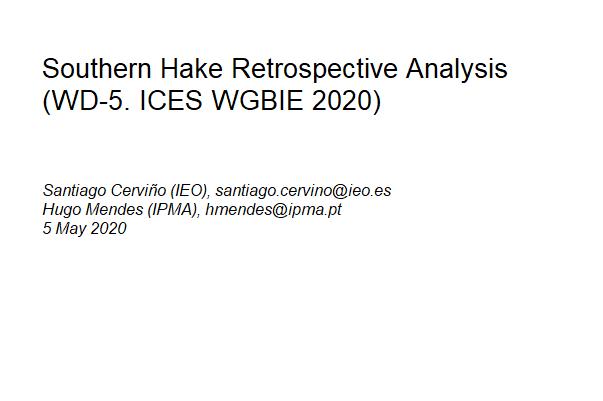 Southern Hake Retrospective Analysis
(WD-5. ICES WGBIE 2020)
Santiago Cerviño (IEO), santiago.cervino@ieo.es
Hugo Mendes (IPMA), hmendes@ipma.pt
5 May 2020